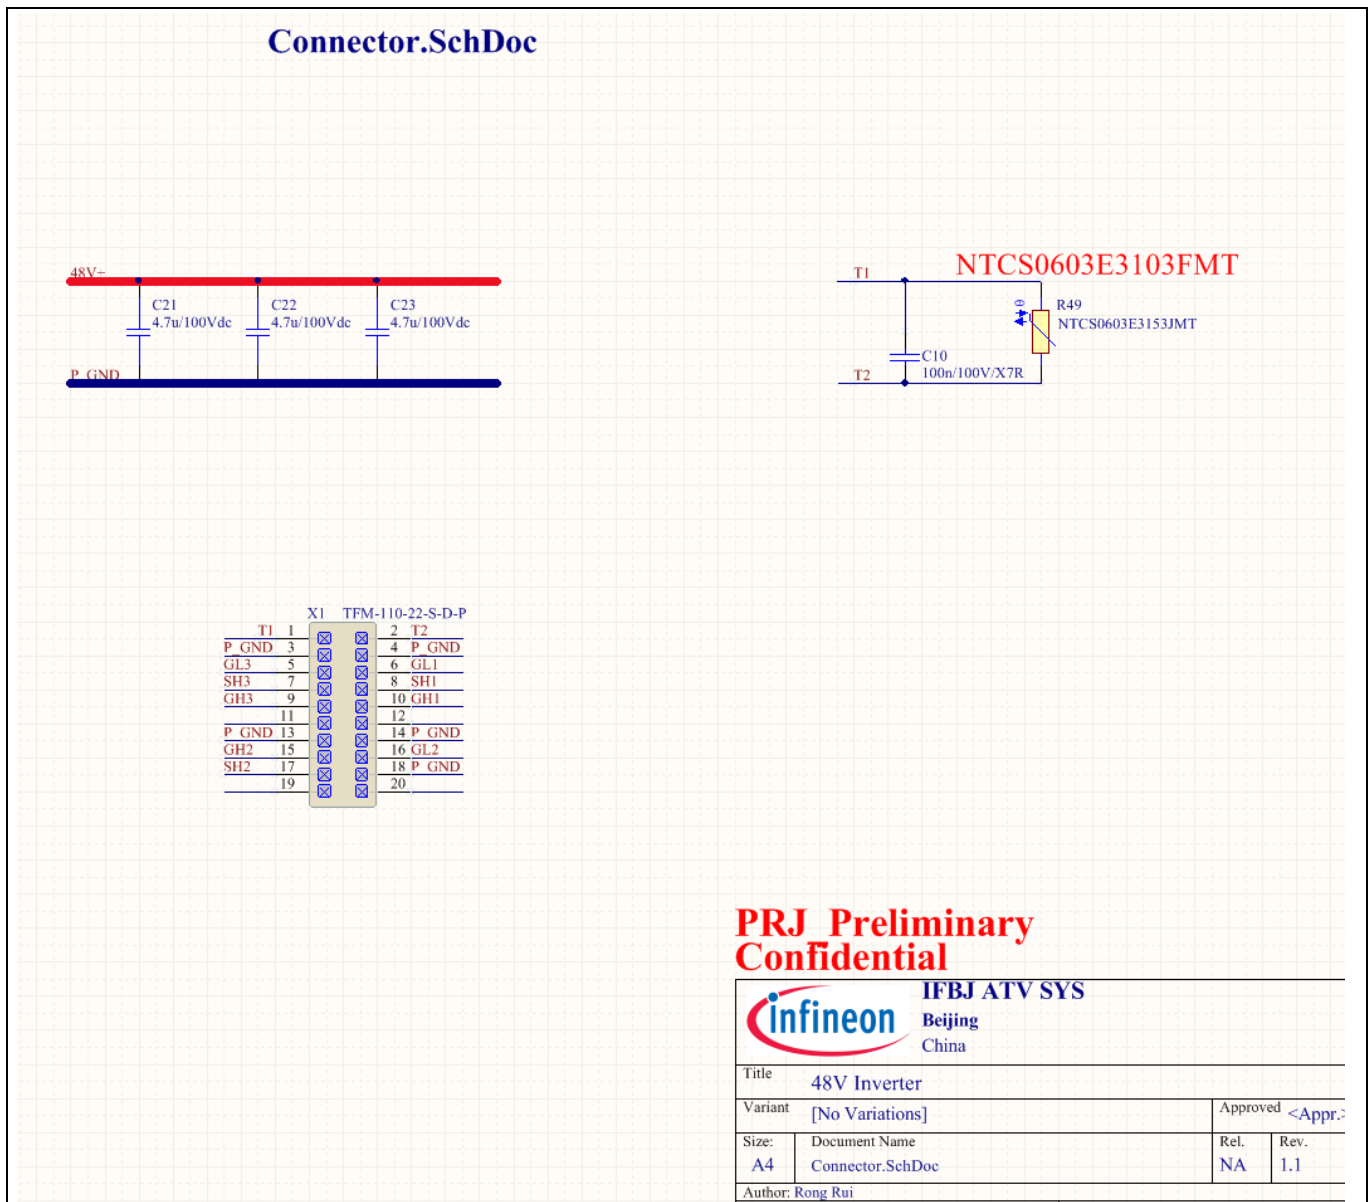 Connector.SchDoc
48V+
C21
4.7u/100Vdc
C22
4.7u/100Vdc
C23
4.7u/100Vdc
P_GND
T1
NTCS0603E3103FMT
θ
R49
NTCS0603E3153JMT
C10
100n/100V/X7R
T2
X1 TFM-110-22-S-D-P
T1 1 2 T2
P_GND 3 4 P_GND
GL3 5 6 GL1
SH3 7 8 SH1
GH3 9 10 GH1
11 12
P_GND 13 14 P_GND
GH2 15 16 GL2
SH2 17 18 P_GND
19 20
PRJ_Preliminary
Confidential
infineon
IFBJ ATV SYS
Beijing
China
Title
48V Inverter
Variant
[No Variations]
Approved <Appr.>
Size:
A4
Document Name
Connector.SchDoc
Rel.
NA
Rev.
1.1
Author: Rong Rui